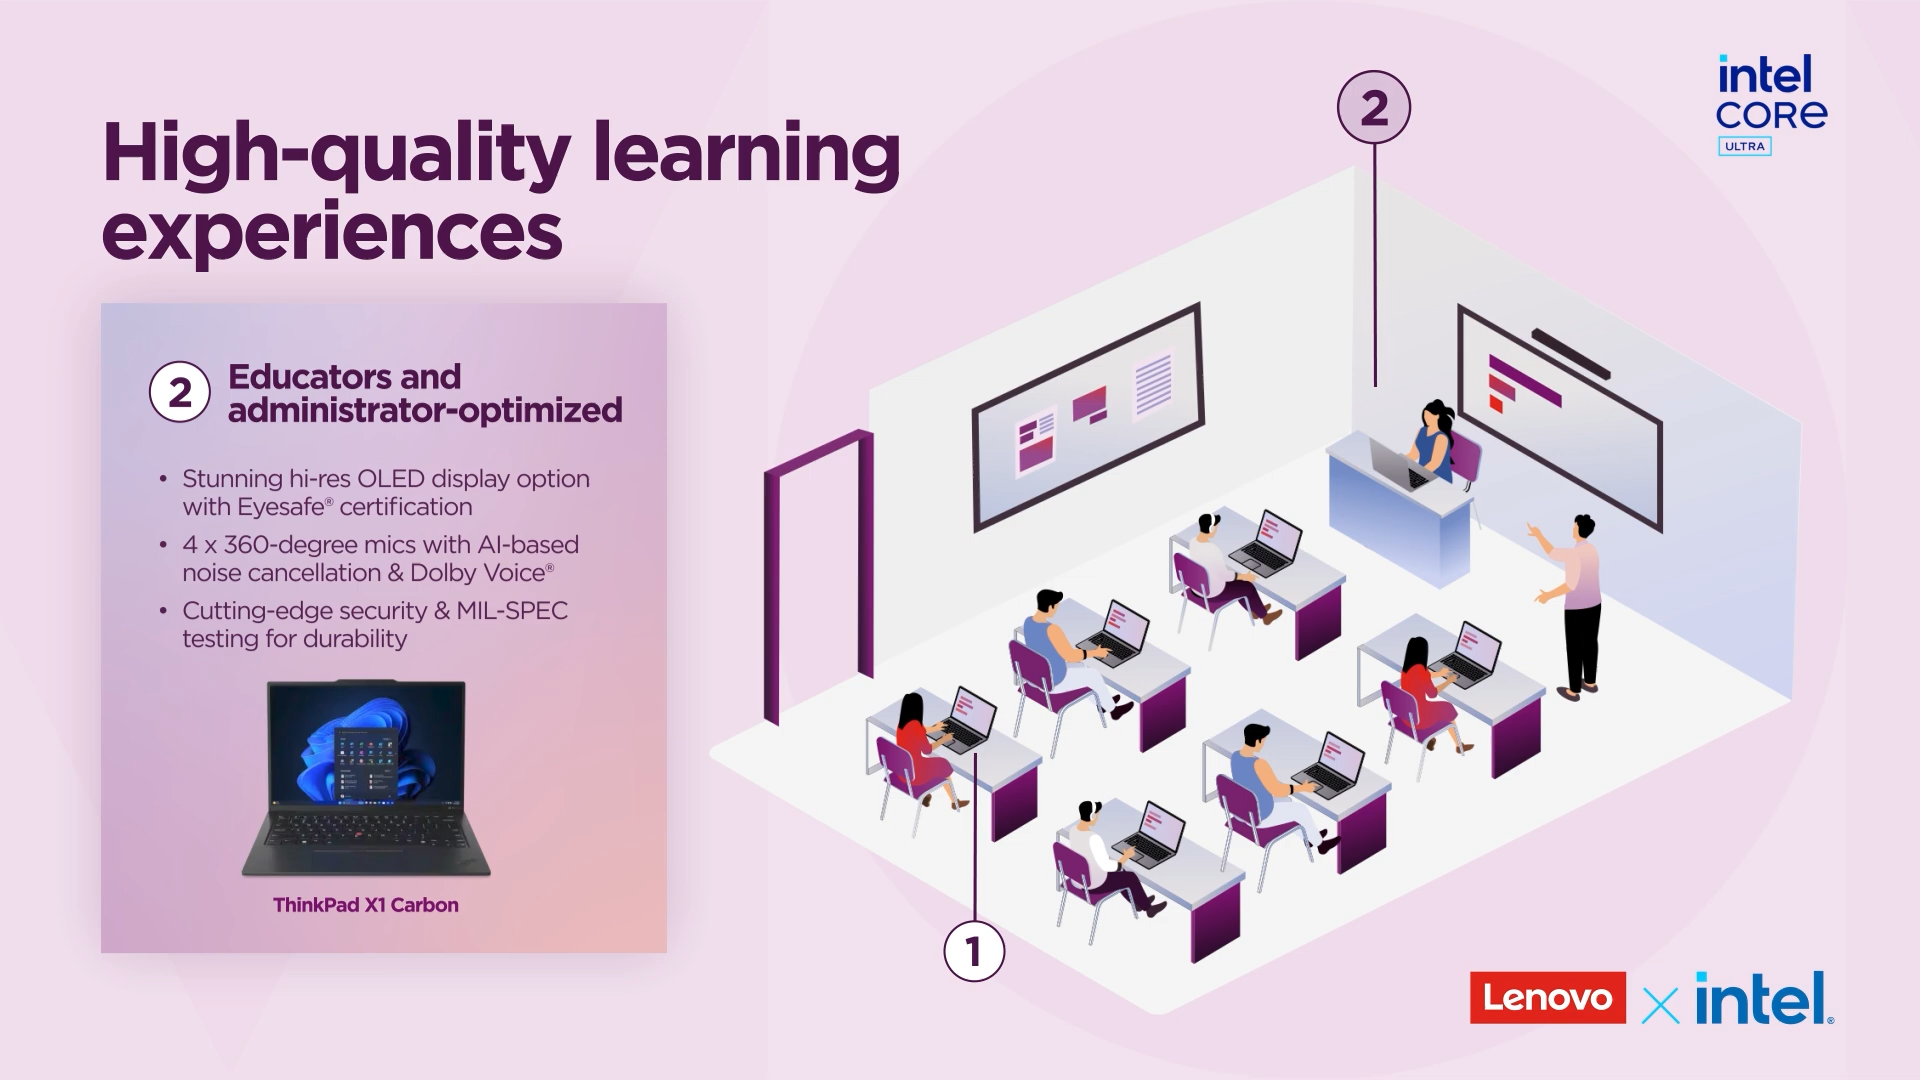 High-quality learning
experiences
2
Educators and
administrator-optimized
• Stunning hi-res OLED display option
with Eyesafe® certification
• 4 x 360-degree mics with AI-based
noise cancellation & Dolby Voice®
• Cutting-edge security & MIL-SPEC
testing for durability
ThinkPad X1 Carbon
2
1
intel
CORE
ULTRA
Lenovo
intel®